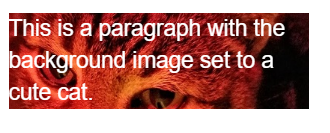 This is a paragraph with the
background image set to a
cute cat.